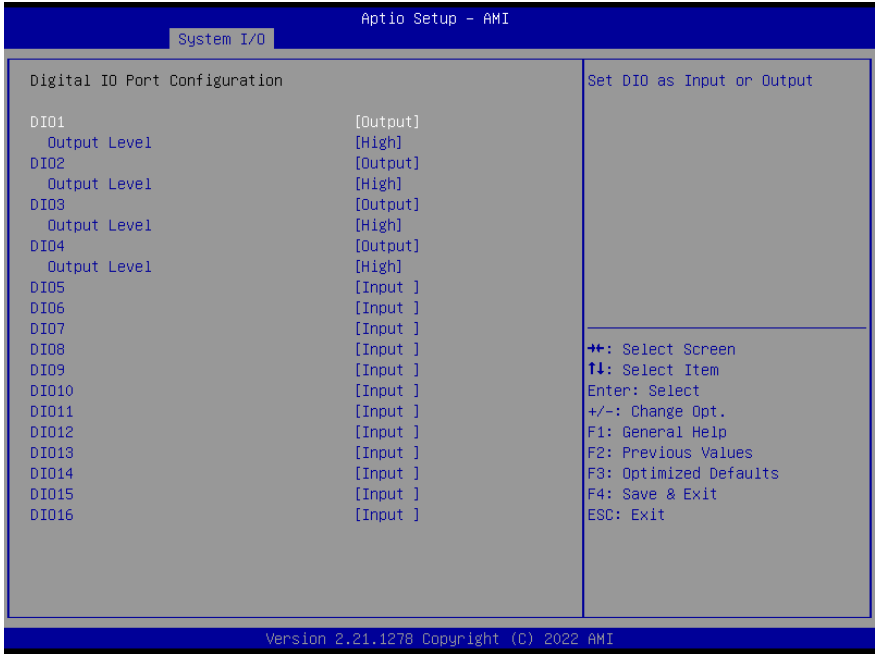 Aptio Setup – AMI
System I/O
Digital IO Port Configuration
DIO1 [Output]
Output Level [High]
DIO2 [Output]
Output Level [High]
DIO3 [Output]
Output Level [High]
DIO4 [Output]
Output Level [High]
DIO5 [Input ]
DIO6 [Input ]
DIO7 [Input ]
DIO8 [Input ]
DIO9 [Input ]
DIO10 [Input ]
DIO11 [Input ]
DIO12 [Input ]
DIO13 [Input ]
DIO14 [Input ]
DIO15 [Input ]
DIO16 [Input ]
Set DIO as Input or Output
→←: Select Screen
↑↓: Select Item
Enter: Select
+/-: Change Opt.
F1: General Help
F2: Previous Values
F3: Optimized Defaults
F4: Save & Exit
ESC: Exit
Version 2.21.1278 Copyright (C) 2022 AMI